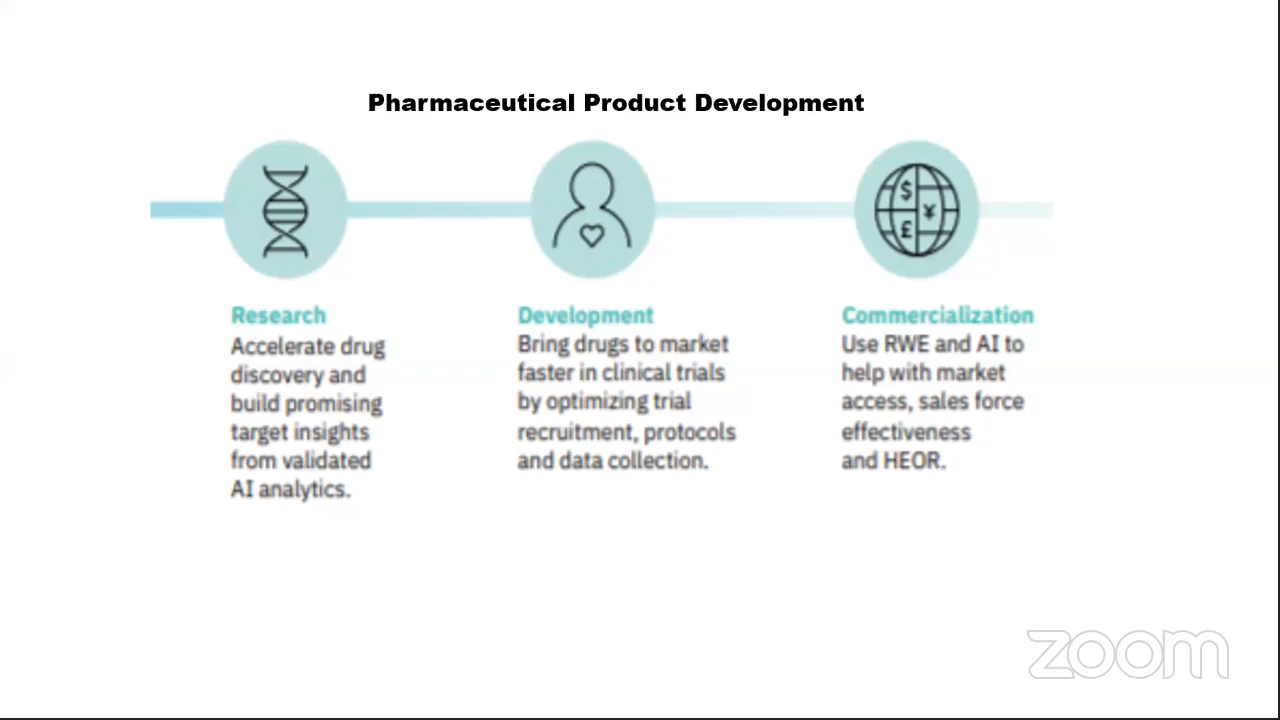 Pharmaceutical Product Development
$
¥
£
Research
Accelerate drug
discovery and
build promising
target insights
from validated
AI analytics.
Development
Bring drugs to market
faster in clinical trials
by optimizing trial
recruitment, protocols
and data collection.
Commercialization
Use RWE and AI to
help with market
access, sales force
effectiveness
and HEOR.
zoom